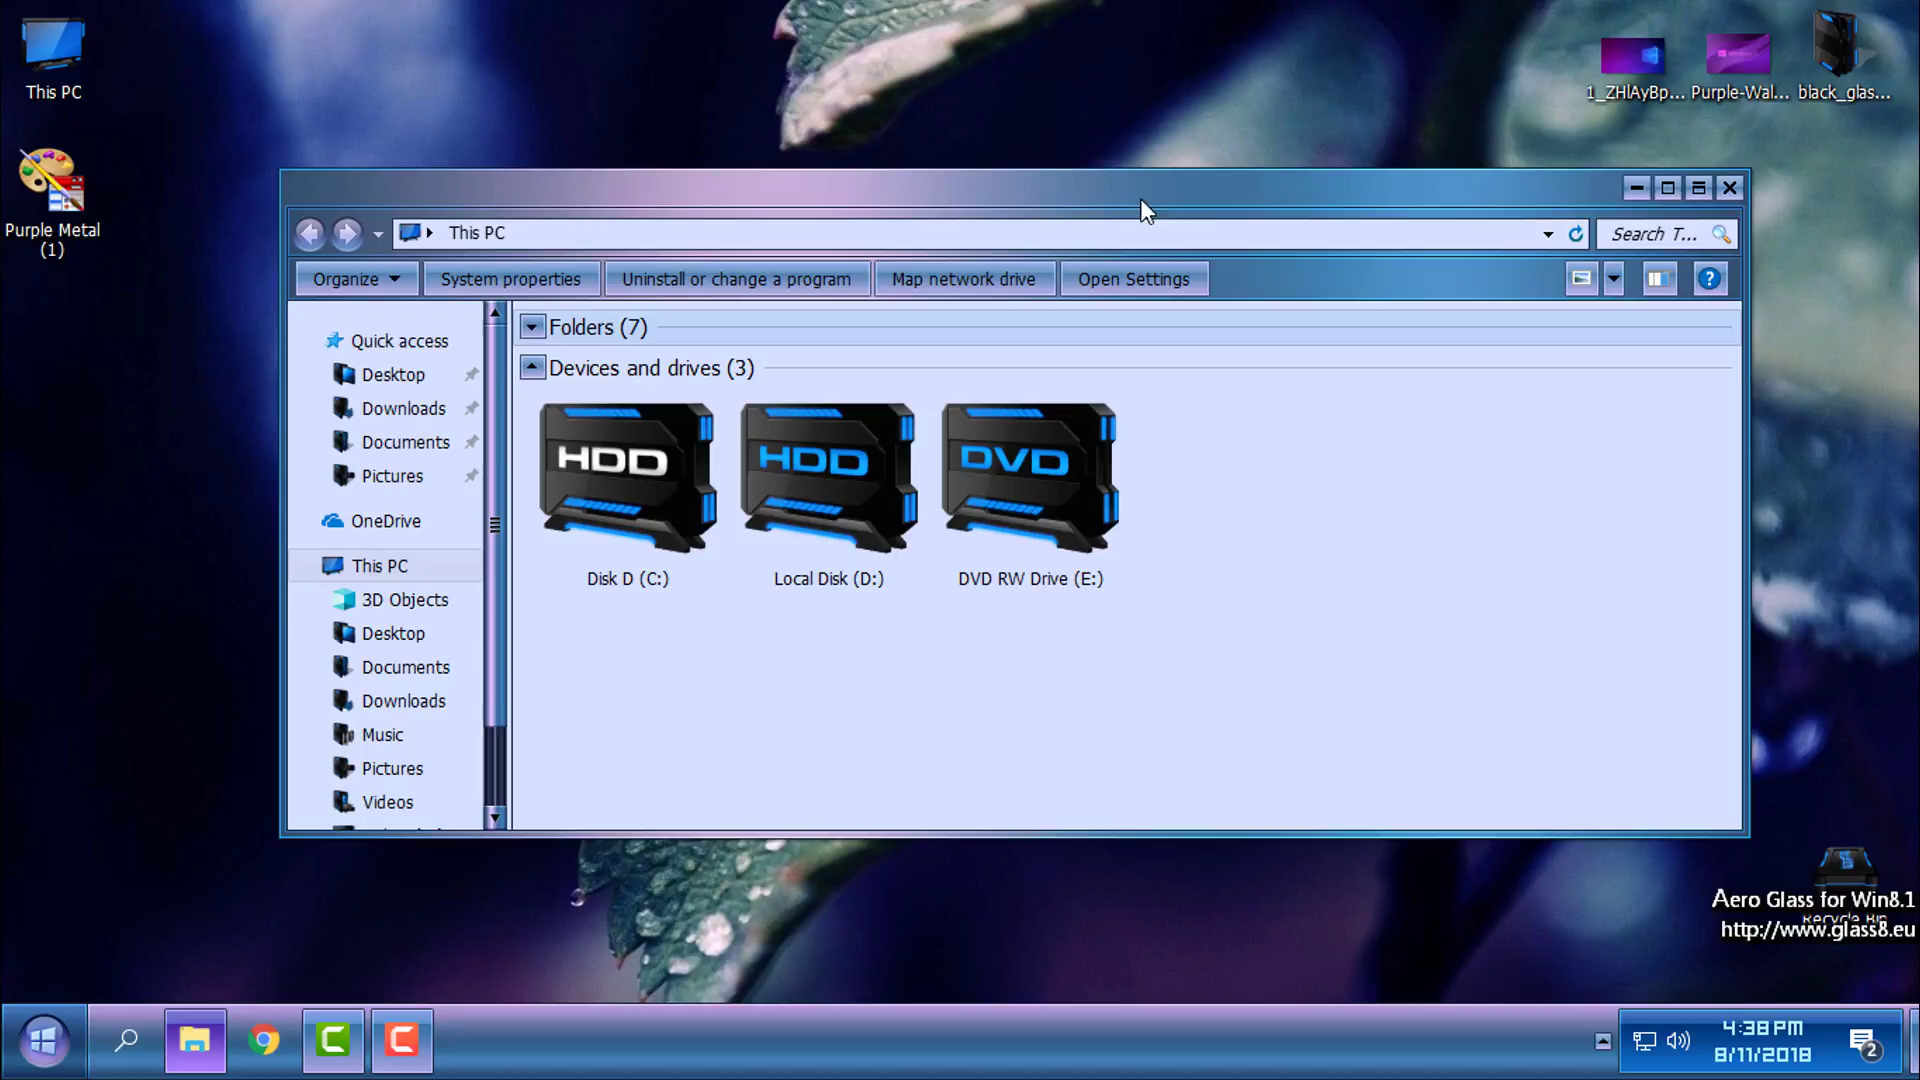 This PC
1_ZHlAyBp...
Purple-Wal...
black_glas...
Purple Metal
(1)
This PC
Search T...
Organize
System properties
Uninstall or change a program
Map network drive
Open Settings
?
Quick access
Desktop
Downloads
Documents
Pictures
OneDrive
This PC
3D Objects
Desktop
Documents
Downloads
Music
Pictures
Videos
Folders (7)
Devices and drives (3)
HDD
HDD
DVD
Disk D (C:)
Local Disk (D:)
DVD RW Drive (E:)
Aero Glass for Win8.1
Recycle Bin
http://www.glass8.eu
C
C
4:38 PM
8/11/2018
2